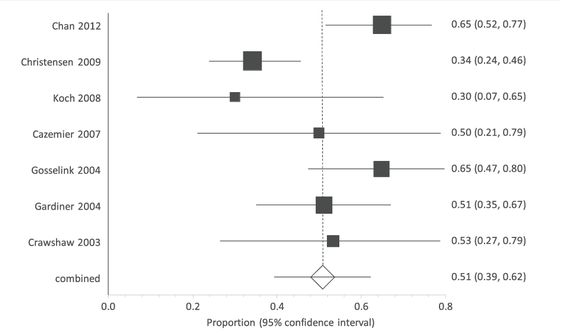 Chan 2012 0.65 (0.52, 0.77)
Christensen 2009 0.34 (0.24, 0.46)
Koch 2008 0.30 (0.07, 0.65)
Cazemier 2007 0.50 (0.21, 0.79)
Gosselink 2004 0.65 (0.47, 0.80)
Gardiner 2004 0.51 (0.35, 0.67)
Crawshaw 2003 0.53 (0.27, 0.79)
combined 0.51 (0.39, 0.62)
0.0 0.2 0.4 0.6 0.8
Proportion (95% confidence interval)